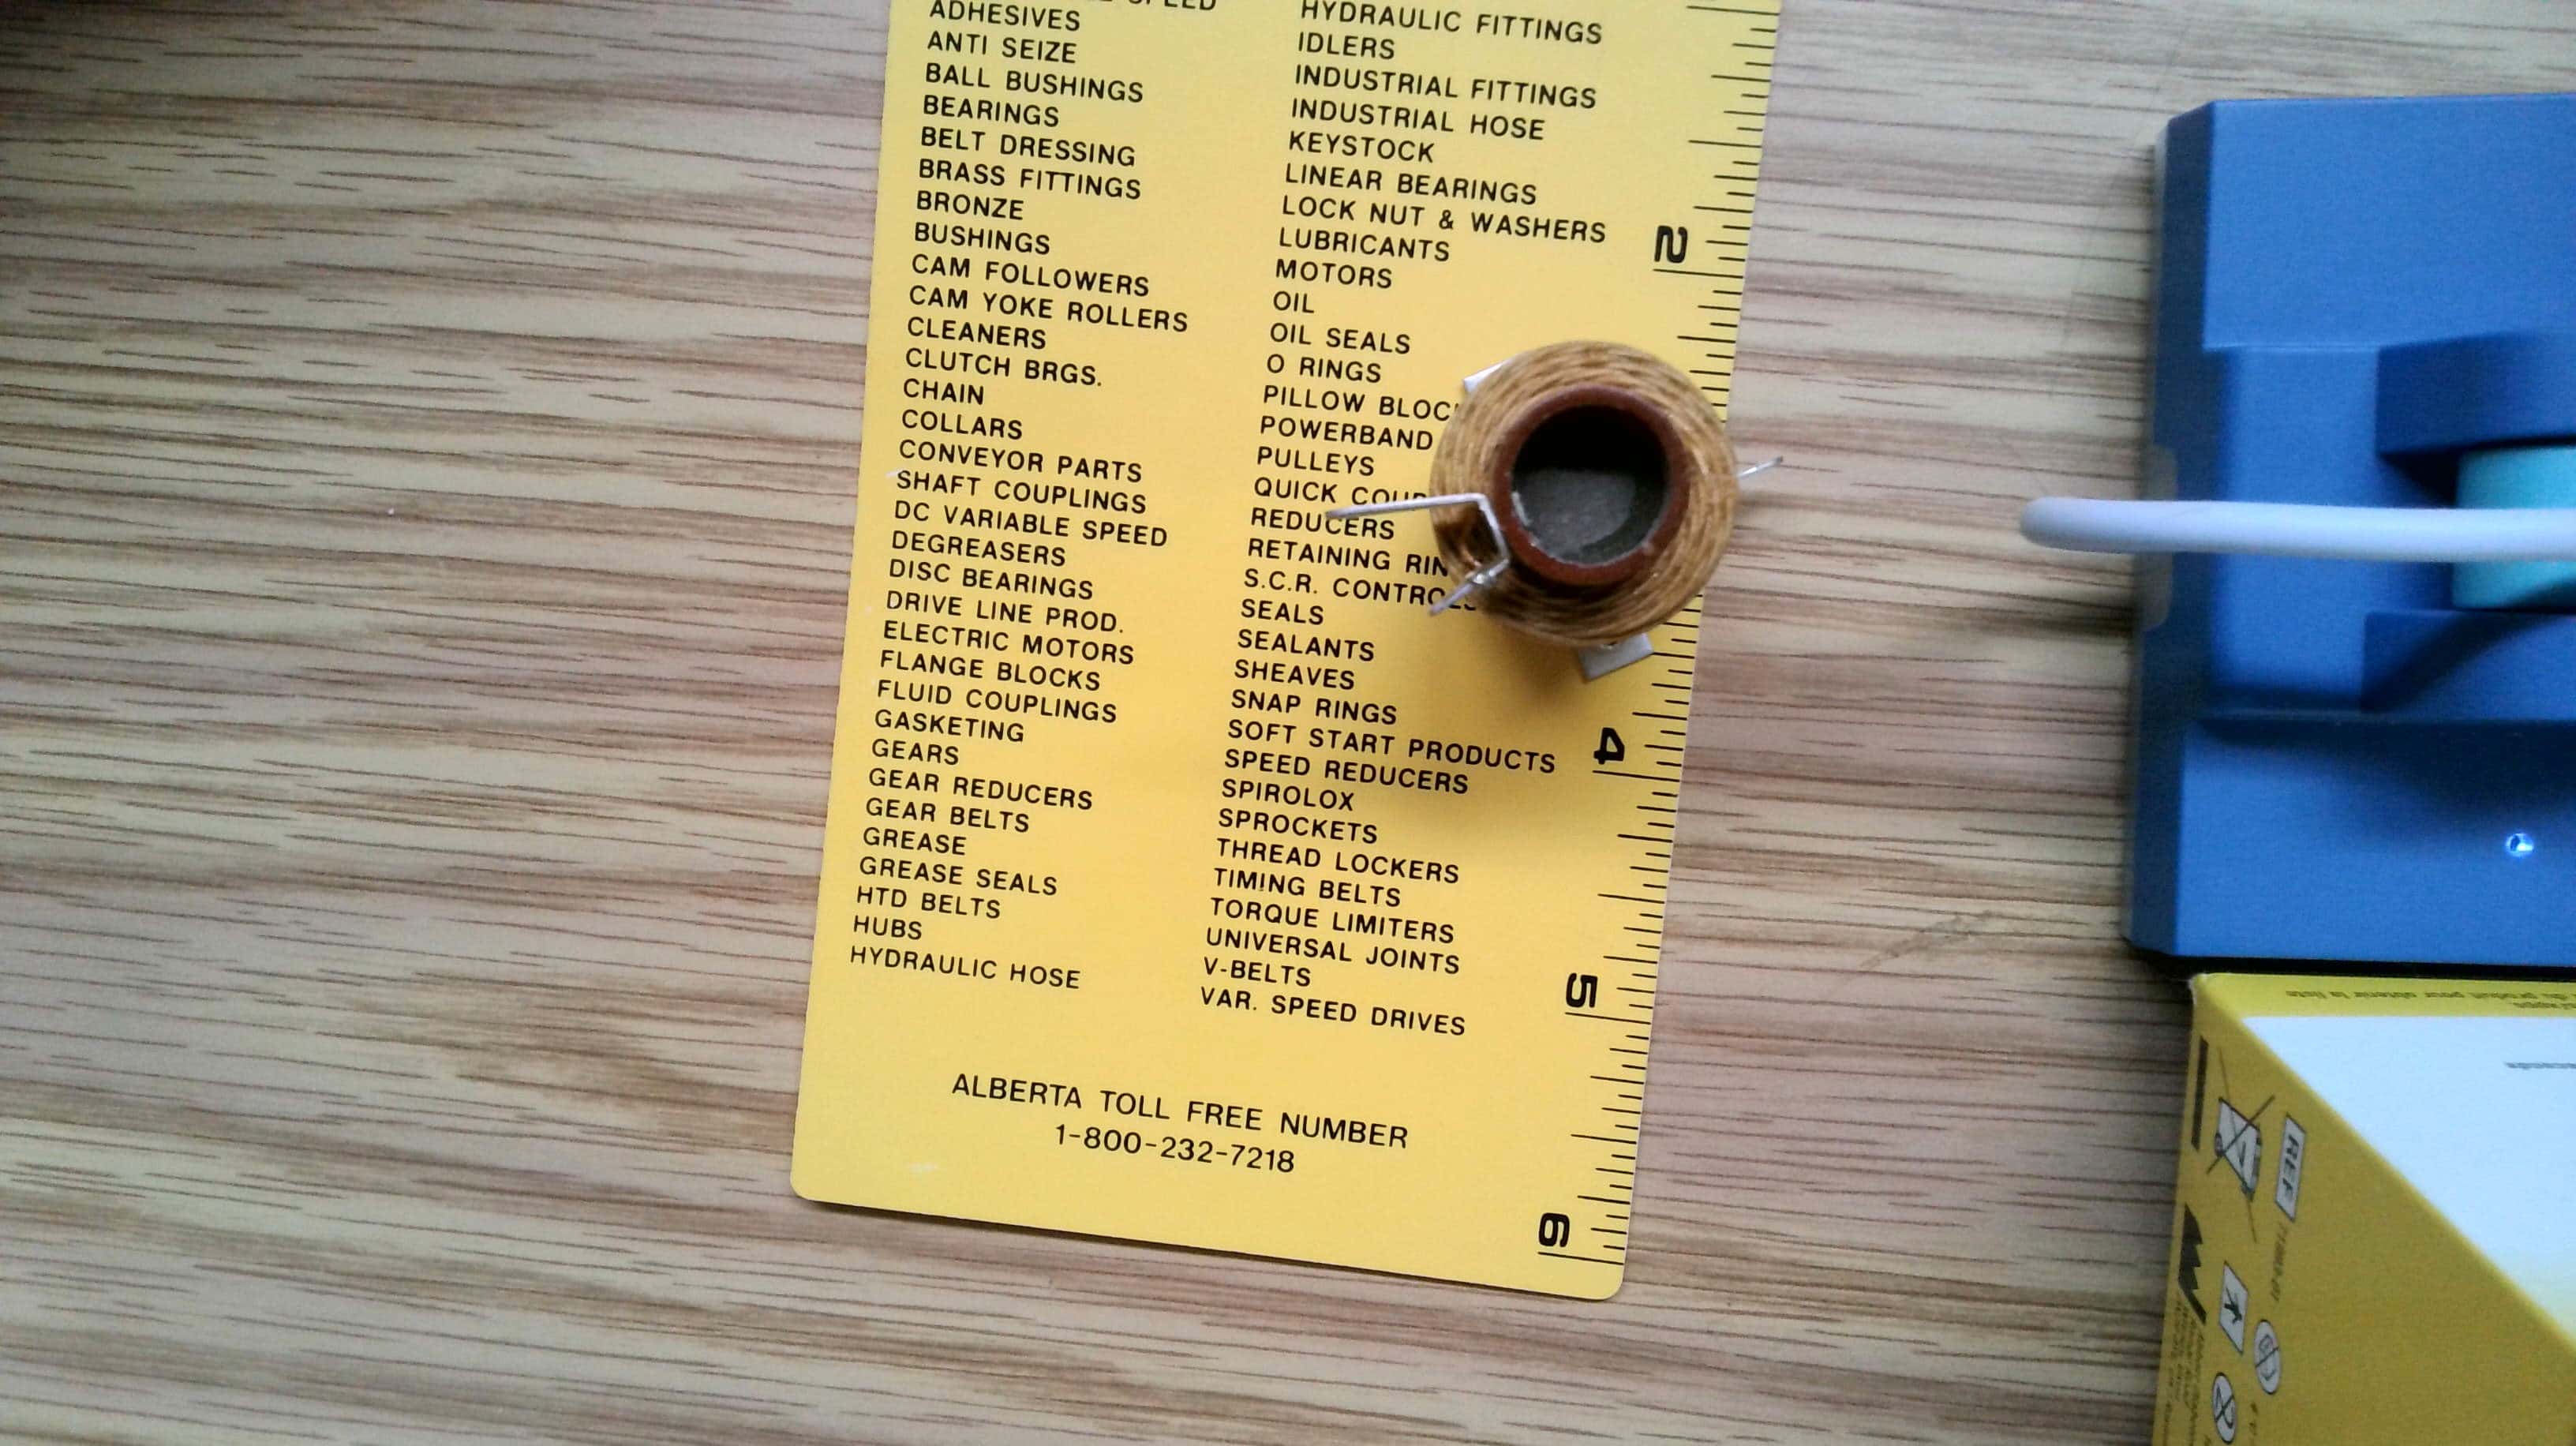 SPEED
ADHESIVES
ANTI SEIZE
BALL BUSHINGS
BEARINGS
BELT DRESSING
BRASS FITTINGS
BRONZE
BUSHINGS
CAM FOLLOWERS
CAM YOKE ROLLERS
CLEANERS
CLUTCH BRGS.
CHAIN
COLLARS
CONVEYOR PARTS
SHAFT COUPLINGS
DC VARIABLE SPEED
DEGREASERS
DISC BEARINGS
DRIVE LINE PROD.
ELECTRIC MOTORS
FLANGE BLOCKS
FLUID COUPLINGS
GASKETING
GEARS
GEAR REDUCERS
GEAR BELTS
GREASE
GREASE SEALS
HTD BELTS
HUBS
HYDRAULIC HOSE
HYDRAULIC FITTINGS
IDLERS
INDUSTRIAL FITTINGS
INDUSTRIAL HOSE
KEYSTOCK
LINEAR BEARINGS
LOCK NUT & WASHERS
LUBRICANTS
MOTORS
OIL
OIL SEALS
O RINGS
PILLOW
POWERBAND
PULLEYS
QUICK
REDUCERS
RETAINING
S.C.R.
SEALS
SEALANTS
SHEAVES
SNAP RINGS
SOFT START PRODUCTS
SPEED REDUCERS
SPIROLOX
SPROCKETS
THREAD LOCKERS
TIMING BELTS
TORQUE LIMITERS
UNIVERSAL JOINTS
V-BELTS
VAR. SPEED DRIVES
ALBERTA TOLL FREE NUMBER
1-800-232-7218
2
4
5
6
REF